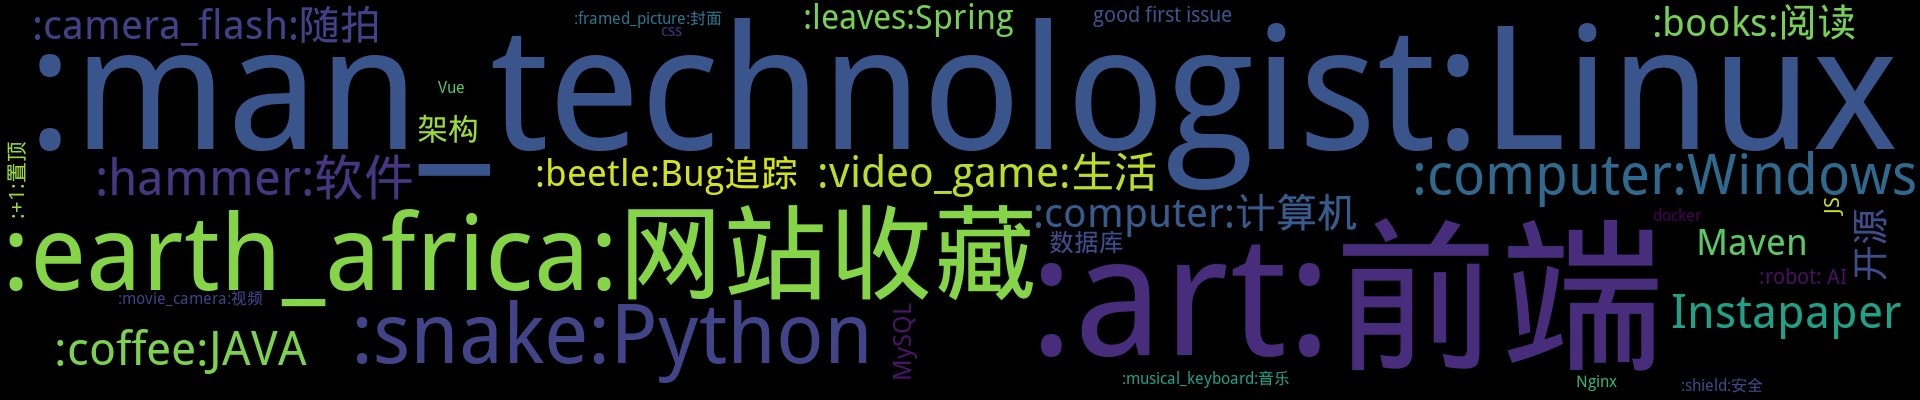 :camera_flash:随拍
:framed_picture:封面
css
:leaves:Spring
good first issue
:books:阅读
:man_technologist:Linux
Vue
架构
:+1:置顶
:hammer:软件
:beetle:Bug追踪
:video_game:生活
:computer:Windows
:earth_africa:网站收藏
:computer:计算机
JS
docker
开源
数据库
Maven
:art:前端
:robot: AI
:movie_camera:视频
:snake:Python
MySQL
Instapaper
:coffee:JAVA
:musical_keyboard:音乐
Nginx
:shield:安全